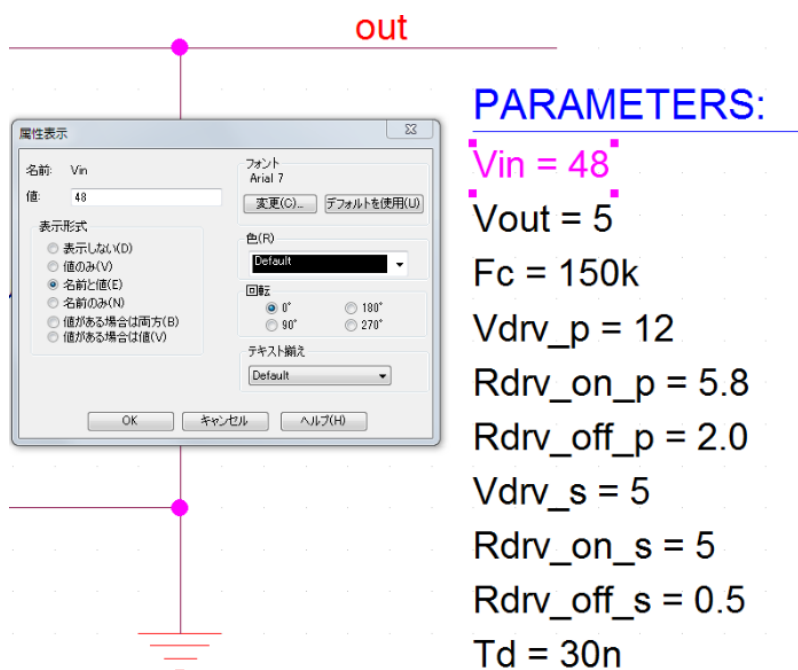 out
属性表示
名前: Vin
値: 48
表示形式
表示しない(D)
値のみ(V)
名前と値(E)
名前のみ(N)
値がある場合は両方(B)
値がある場合は値(V)
フォント
Arial 7
変更(C)...
デフォルトを使用(U)
色(R)
Default
回転
0° 180°
90° 270°
テキスト揃え
Default
OK キャンセル ヘルプ(H)
PARAMETERS:
Vin = 48
Vout = 5
Fc = 150k
Vdrv_p = 12
Rdrv_on_p = 5.8
Rdrv_off_p = 2.0
Vdrv_s = 5
Rdrv_on_s = 5
Rdrv_off_s = 0.5
Td = 30n